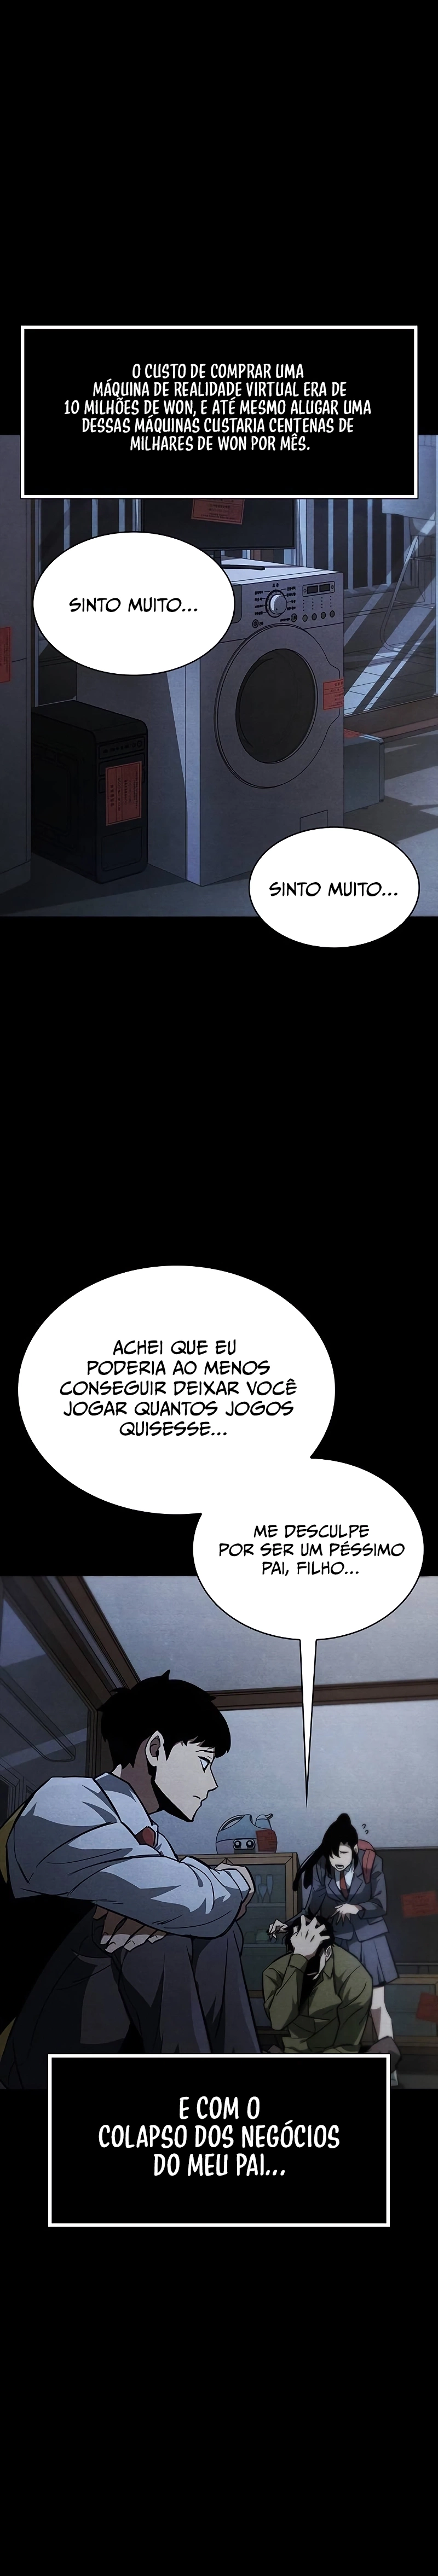 O CUSTO DE COMPRAR UMA
MÁQUINA DE REALIDADE VIRTUAL ERA DE
10 MILHÕES DE WON, E ATÉ MESMO ALUGAR UMA
DESSAS MÁQUINAS CUSTARIA CENTENAS DE
MILHARES DE WON POR MÊS.
SINTO MUITO...
SINTO MUITO...
ACHEI QUE EU
PODERIA AO MENOS
CONSEGUIR DEIXAR VOCÊ
JOGAR QUANTOS JOGOS
QUISESSE...
ME DESCULPE
POR SER UM PÉSSIMO
PAI, FILHO...
??
E COM O
COLAPSO DOS NEGÓCIOS
DO MEU PAI...